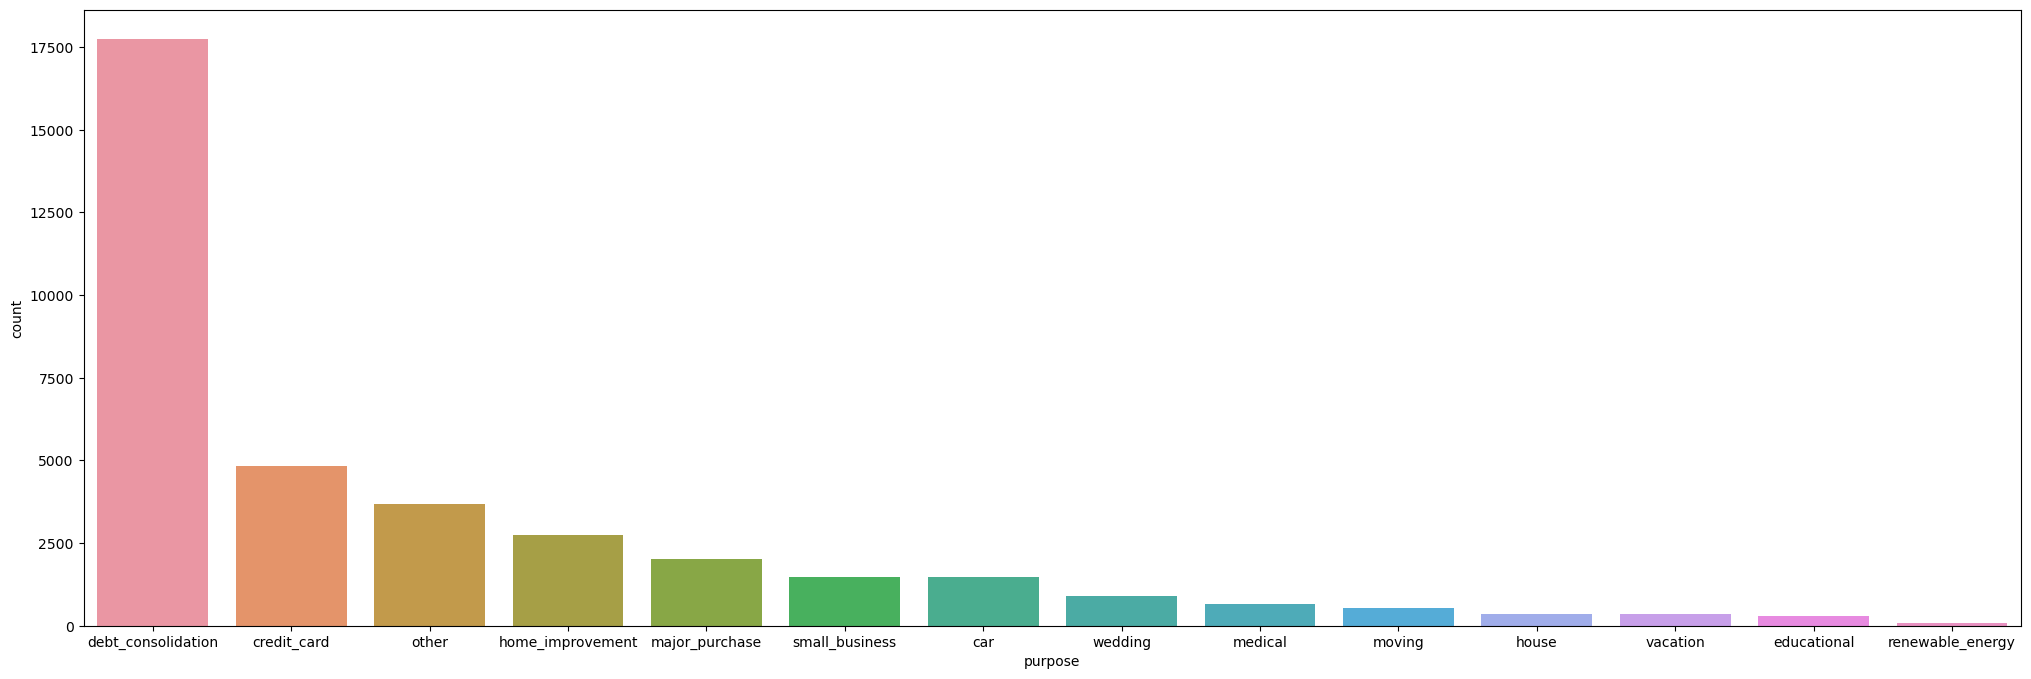 17500
15000
12500
10000
7500
5000
2500
0
count
debt_consolidation credit_card other home_improvement major_purchase small_business car wedding medical moving house vacation educational renewable_energy
purpose